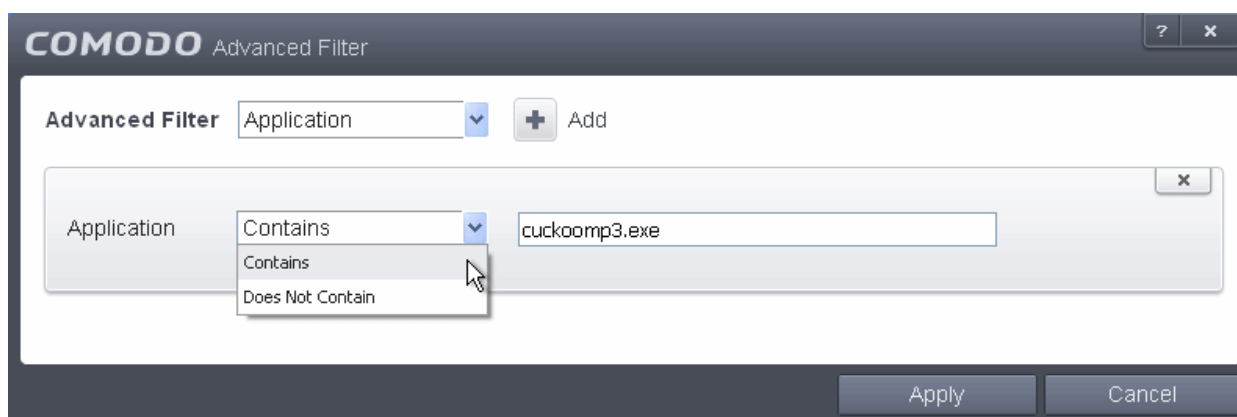 COMODO Advanced Filter ? x
Advanced Filter Application + Add
x
Application Contains cuckoomp3.exe
Contains
Does Not Contain
Apply Cancel